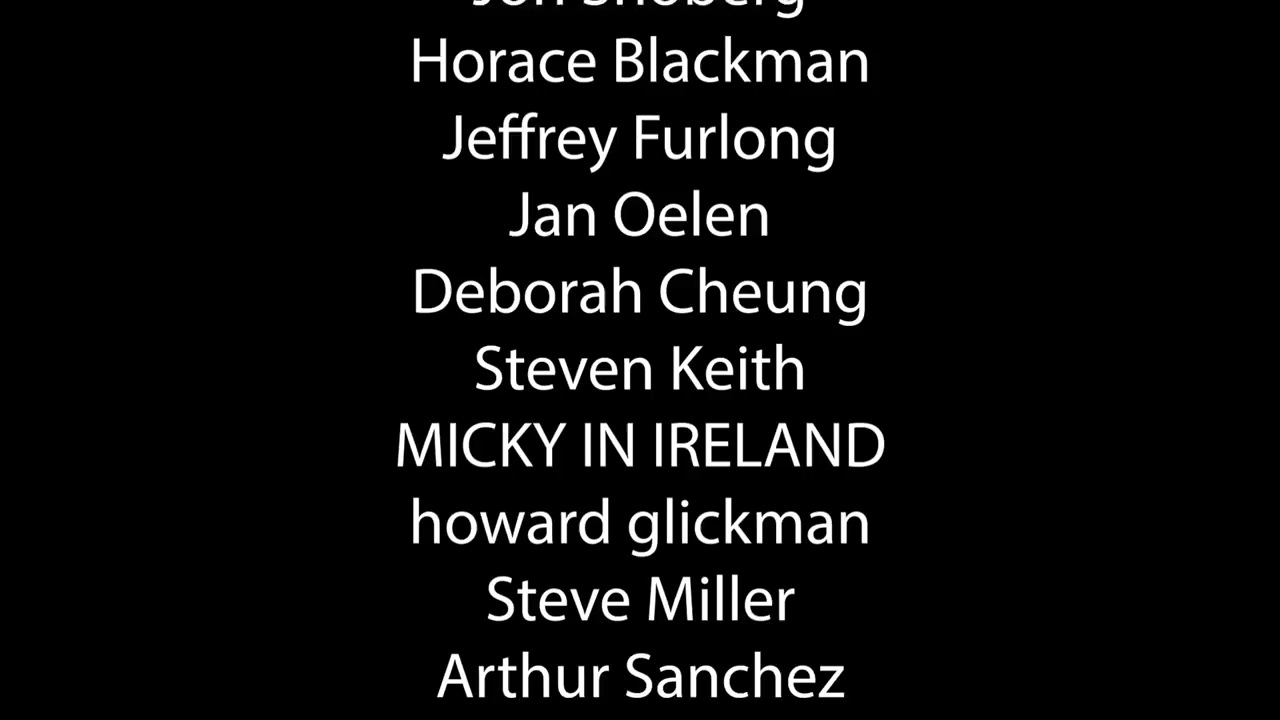 Horace Blackman
Jeffrey Furlong
Jan Oelen
Deborah Cheung
Steven Keith
MICKY IN IRELAND
howard glickman
Steve Miller
Arthur Sanchez